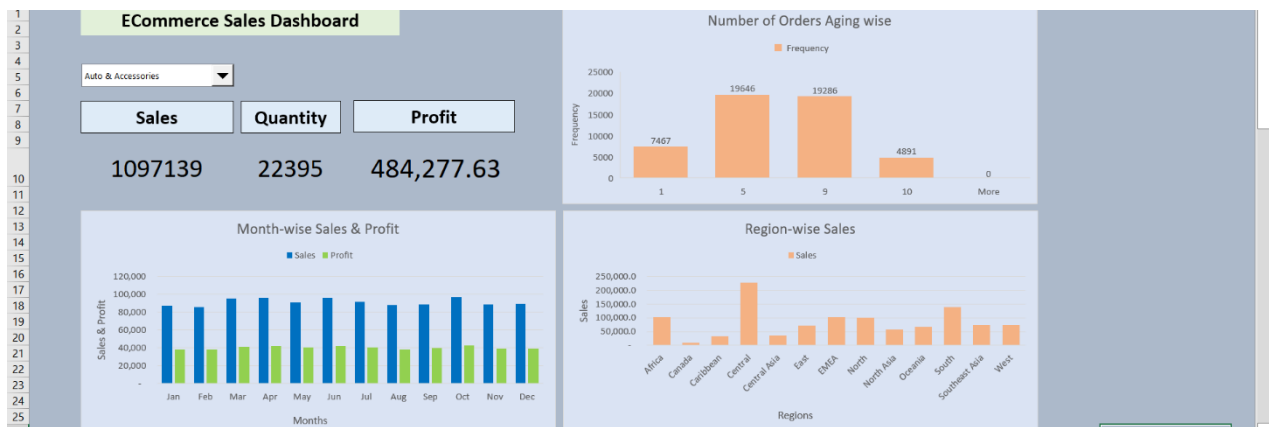 1
2
3
4
5
6
7
8
9
10
11
12
13
14
15
16
17
18
19
20
21
22
23
24
25
ECommerce Sales Dashboard
Auto & Accessories
Sales Quantity Profit
1097139 22395 484,277.63
Number of Orders Aging wise
Frequency
Frequency
25000
20000
15000
10000
5000
0
7467 19646 19286 4891 0
1 5 9 10 More
Month-wise Sales & Profit
Sales Profit
Sales & Profit
120,000
100,000
80,000
60,000
40,000
20,000
-
Jan Feb Mar Apr May Jun Jul Aug Sep Oct Nov Dec
Months
Region-wise Sales
Sales
Sales
250,000.0
200,000.0
150,000.0
100,000.0
50,000.0
-
Africa Canada Caribbean Central Central Asia East EMEA North North Asia Oceania South Southeast Asia West
Regions